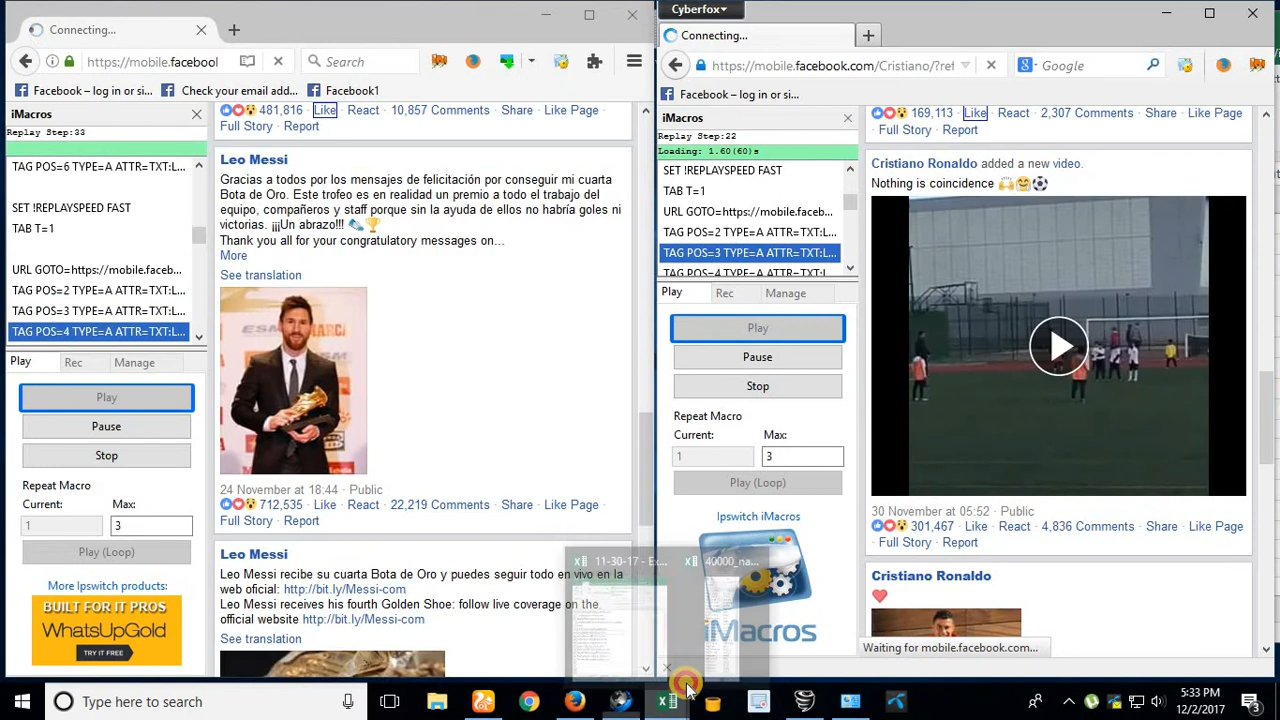 Connecting...
https://mobile.facebool
Search
Facebook – log in or si...
Check your email add...
Facebook1
iMacros
Replay Step:33
TAG POS=6 TYPE=A ATTR=TXT:L...
SET !REPLAYSPEED FAST
TAB T=1
URL GOTO=https://mobile.faceb...
TAG POS=2 TYPE=A ATTR=TXT:L...
TAG POS=3 TYPE=A ATTR=TXT:L...
TAG POS=4 TYPE=A ATTR=TXT:L...
Play
Rec
Manage
Play
Pause
Stop
Repeat Macro
Current:
Max:
1
3
Play (Loop)
More Ipswitch products:
BUILT FOR IT PROS
WhatsUpGold
TRY IT FREE
481,816 Like React 10,857 Comments · Share · Like Page ·
Full Story · Report
Leo Messi
Gracias a todos por los mensajes de felicitación por conseguir mi cuarta
Bota de Oro. Este trofeo es en realidad un premio a todo el trabajo del
equipo, compañeros y staff porque sin la ayuda de ellos no habría goles ni
victorias. ¡¡¡Un abrazo!!!
Thank you all for your congratulatory messages on...
More
See translation
24 November at 18:44 · Public
712,535 · Like · React · 22,219 Comments · Share · Like Page ·
Full Story · Report
Leo Messi
Leo Messi recibe su cuarta Bota de Oro y puedes seguir todo en vivo en la
web oficial: http://bit.ly/Messi-com
Leo Messi receives his fourth Golden Shoe: follow live coverage on the
official website http://bit.ly/Messi-com
See translation
Cyberfox
Connecting...
https://mobile.facebook.com/Cristiano/?ref
Google
Facebook – log in or si...
iMacros
Replay Step:22
Loading: 1.60(60)s
SET !REPLAYSPEED FAST
TAB T=1
URL GOTO=https://mobile.faceb...
TAG POS=2 TYPE=A ATTR=TXT:L...
TAG POS=3 TYPE=A ATTR=TXT:L...
TAG POS=4 TYPE=A ATTR=TXT:L...
Play
Rec
Manage
Play
Pause
Stop
Repeat Macro
Current:
Max:
1
3
Play (Loop)
Ipswitch iMacros
iMacros
169,113 · Like · React · 2,307 Comments · Share · Like Page
· Full Story · Report
Cristiano Ronaldo added a new video.
Nothing is coincidence
30 November at 05:52 · Public
301,467 · Like · React · 4,836 Comments · Share · Like Page
· Full Story · Report
Cristiano Ronaldo
Waiting for mobile.facebook.com...
11-30-17 - Ex...
40000_na...
Type here to search
5:33 PM
12/2/2017
3